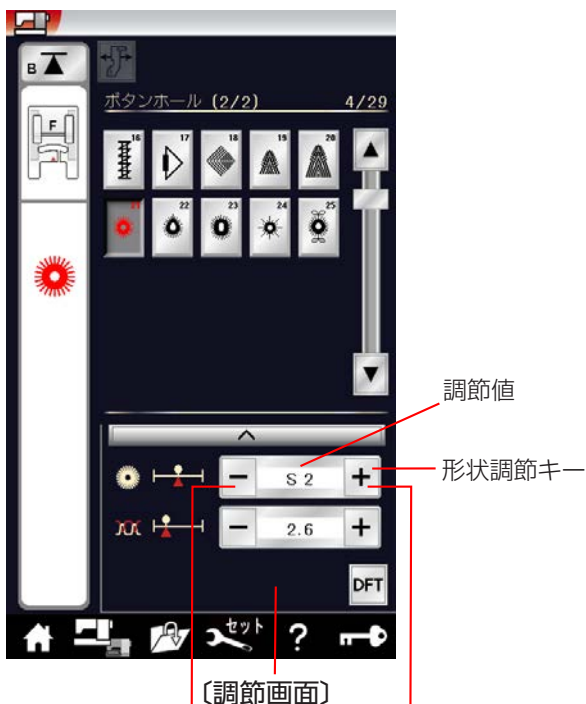 B
F
ボタンホール (2/2) 4/29
16 17 18 19 20
21 22 23 24 25
調節値
形状調節キー
− S 2 +
− 2.6 +
DFT
セット ?
〔調節画面〕